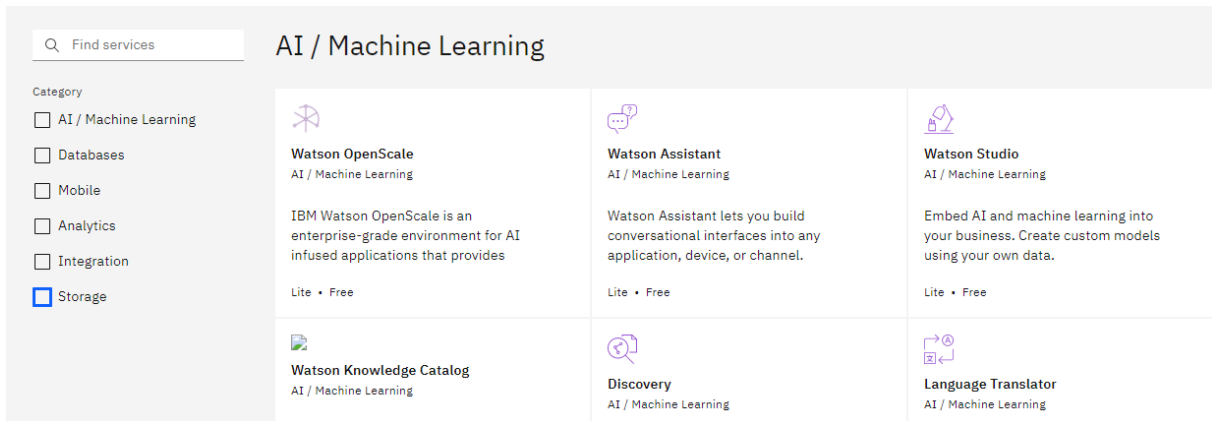 Find services
Category
AI / Machine Learning
Databases
Mobile
Analytics
Integration
Storage
AI / Machine Learning
Watson OpenScale
AI / Machine Learning
IBM Watson OpenScale is an
enterprise-grade environment for AI
infused applications that provides
Lite • Free
Watson Assistant
AI / Machine Learning
Watson Assistant lets you build
conversational interfaces into any
application, device, or channel.
Lite • Free
Watson Studio
AI / Machine Learning
Embed AI and machine learning into
your business. Create custom models
using your own data.
Lite • Free
Watson Knowledge Catalog
AI / Machine Learning
Discovery
AI / Machine Learning
Language Translator
AI / Machine Learning